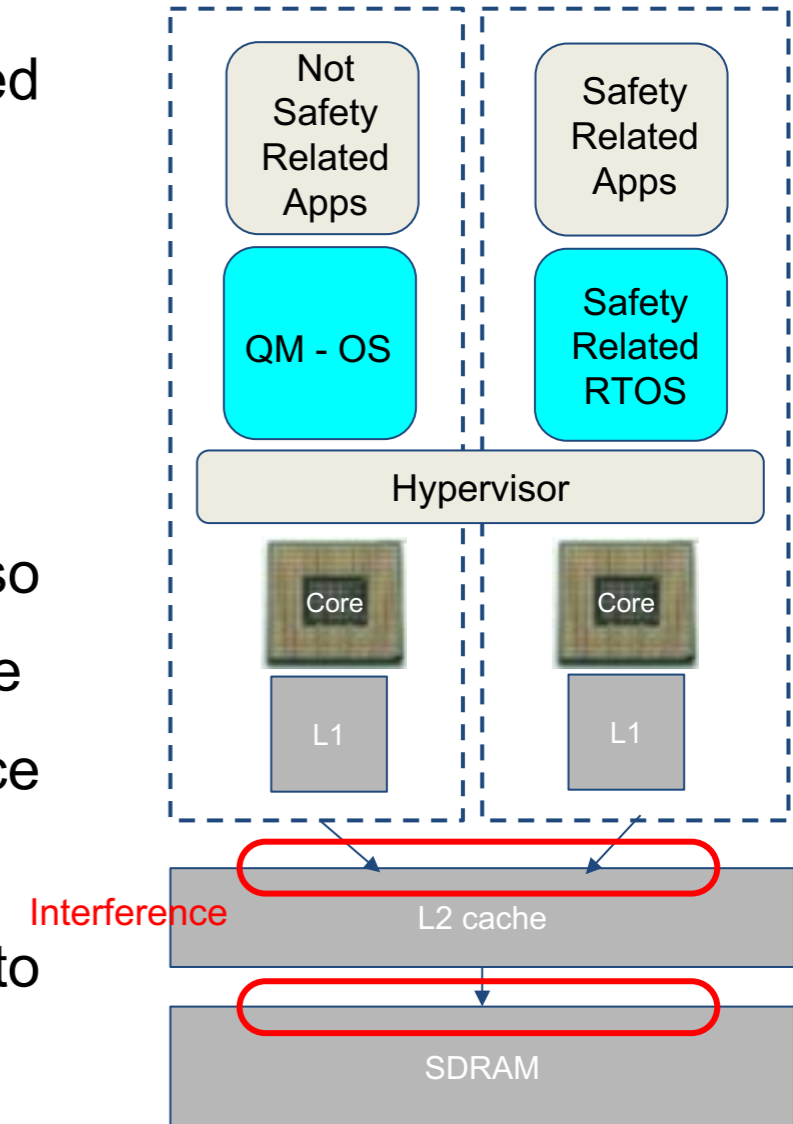 ed
so
e
ce
to
Not
Safety
Related
Apps
Safety
Related
Apps
QM - OS
Safety
Related
RTOS
Hypervisor
Core
Core
L1
L1
Interference
L2 cache
SDRAM